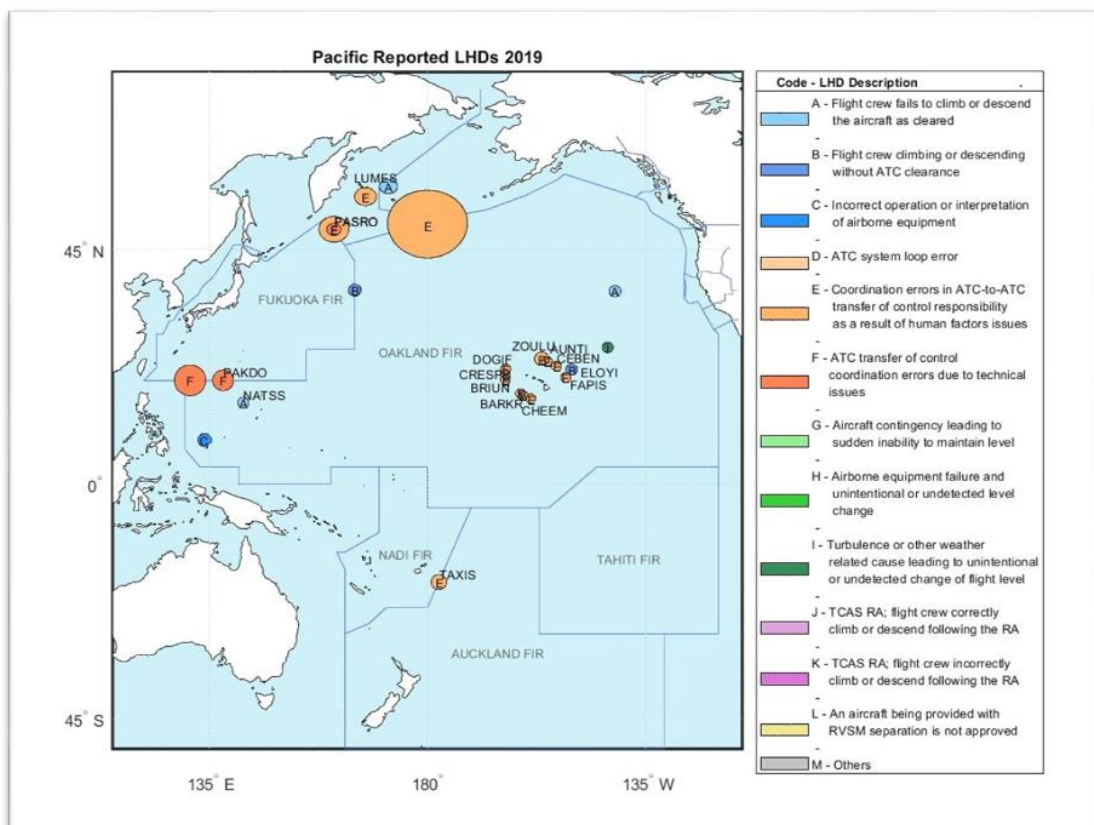 Pacific Reported LHDs 2019
Code - LHD Description .
A - Flight crew fails to climb or descend
the aircraft as cleared
-
B - Flight crew climbing or descending
without ATC clearance
-
C - Incorrect operation or interpretation
of airborne equipment
-
D - ATC system loop error
-
E - Coordination errors in ATC-to-ATC
transfer of control responsibility
as a result of human factors issues
-
F - ATC transfer of control
coordination errors due to technical
issues
-
G - Aircraft contingency leading to
sudden inability to maintain level
-
H - Airborne equipment failure and
unintentional or undetected level
change
-
I - Turbulence or other weather
related cause leading to unintentional
or undetected change of flight level
-
J - TCAS RA; flight crew correctly
climb or descend following the RA
-
K - TCAS RA; flight crew incorrectly
climb or descend following the RA
-
L - An aircraft being provided with
RVSM separation is not approved
-
M - Others
LUMES
A
E
PASRO
E
E
45° N
B
A
FUKUOKA FIR
OAKLAND FIR
ZOULU
AUNTI
I
DOGIF
CEBEN
CRESP
B
ELOYI
BRIUN
E
FAPIS
BARKR
CHEEM
E
F
F
PAKDO
A
NATSS
C
0°
NADI FIR
TAHITI FIR
E
TAXIS
AUCKLAND FIR
45° S
135° E
180°
135° W